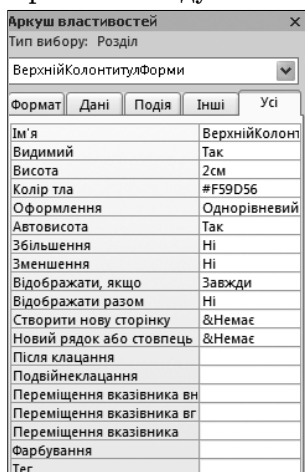 Аркуш властивостей
Тип вибору: Розділ
ВерхнійКолонтитулФорми
Формат Дані Подія Інші Усі
Ім'я ВерхнійКолонт
Видимий Так
Висота 2см
Колір тла #F59D56
Оформлення Однорівневий
Автовисота Так
Збільшення Ні
Зменшення Ні
Відображати, якщо Завжди
Відображати разом Ні
Створити нову сторінку &Немає
Новий рядок або стовпець &Немає
Після клацання
Подвійнеклацання
Переміщення вказівника вн
Переміщення вказівника вг
Переміщення вказівника
Фарбування
Тег